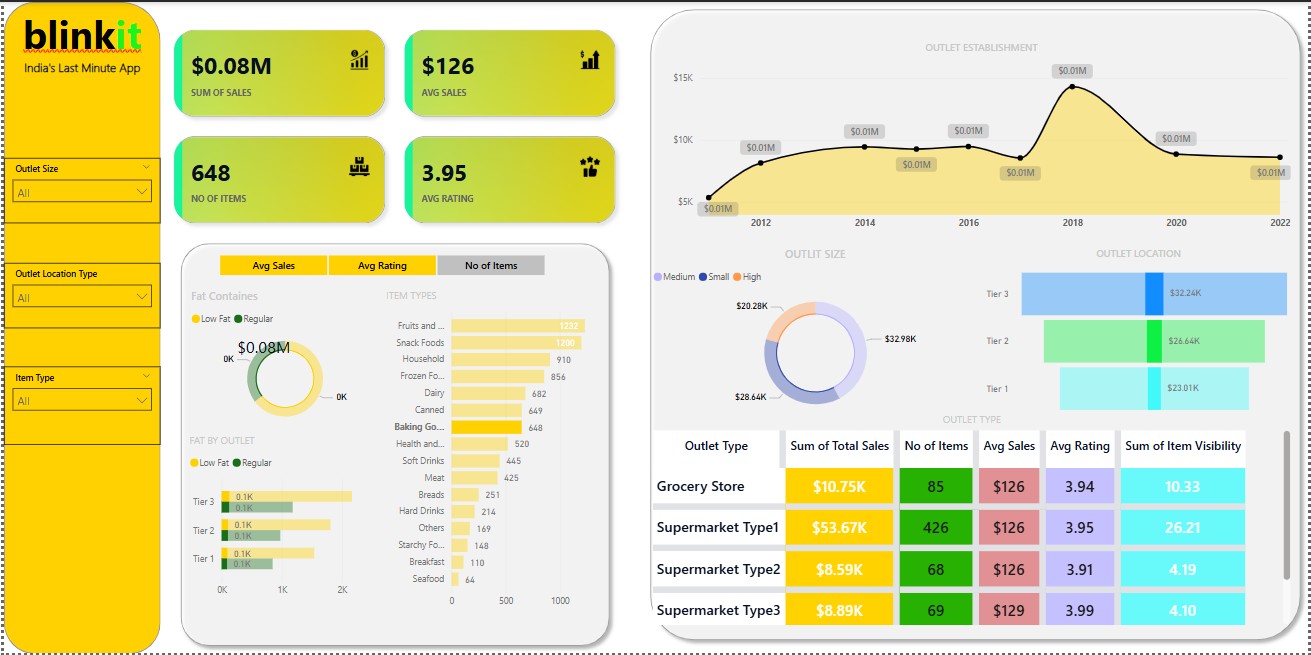 blinkit
India's Last Minute App
Outlet Size
All
Outlet Location Type
All
Item Type
All
$0.08M
SUM OF SALES
$126
AVG SALES
648
NO OF ITEMS
3.95
AVG RATING
Avg Sales
Avg Rating
No of Items
Fat Containes
Low Fat Regular
$0.08M
0K
0K
FAT BY OUTLET
Low Fat Regular
Tier 3 0.1K
0.1K
Tier 2 0.1K
0.1K
Tier 1 0.1K
0.1K
0K 1K 2K
ITEM TYPES
Fruits and ... 1232
Snack Foods 1200
Household 910
Frozen Fo... 856
Dairy 682
Canned 649
Baking Go... 648
Health and... 520
Soft Drinks 445
Meat 425
Breads 251
Hard Drinks 214
Others 169
Starchy Fo... 148
Breakfast 110
Seafood 64
0 500 1000
OUTLET ESTABLISHMENT
$15K
$10K
$5K
$0.01M
$0.01M
$0.01M
$0.01M
$0.01M
$0.01M
$0.01M
$0.01M
$0.01M
2012 2014 2016 2018 2020 2022
OUTLIT SIZE
Medium Small High
$20.28K
$32.98K
$28.64K
OUTLET LOCATION
Tier 3 $32.24K
Tier 2 $26.64K
Tier 1 $23.01K
OUTLET TYPE
Outlet Type Sum of Total Sales No of Items Avg Sales Avg Rating Sum of Item Visibility
Grocery Store $10.75K 85 $126 3.94 10.33
Supermarket Type1 $53.67K 426 $126 3.95 26.21
Supermarket Type2 $8.59K 68 $126 3.91 4.19
Supermarket Type3 $8.89K 69 $129 3.99 4.10